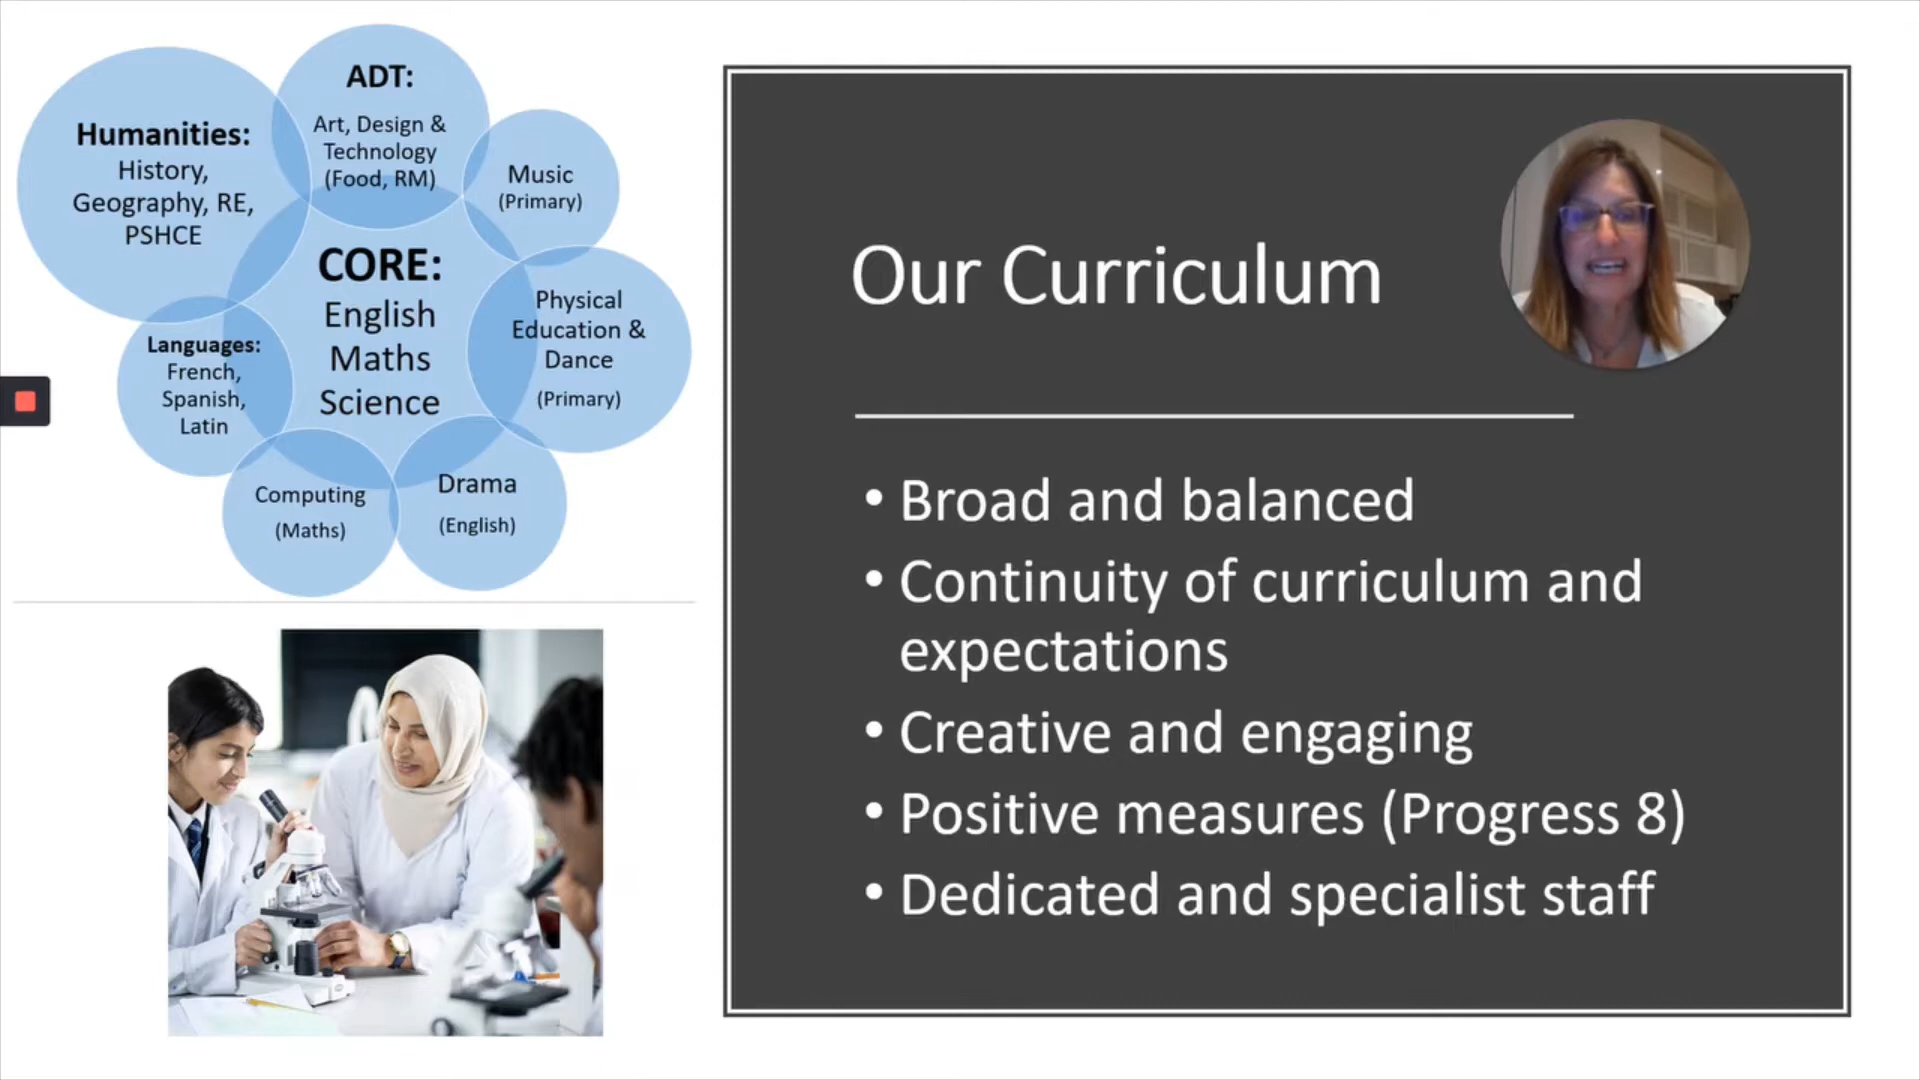 ADT:
Art, Design &
Technology
(Food, RM)
Humanities:
History,
Geography, RE,
PSHCE
Music
(Primary)
CORE:
English
Maths
Science
Physical
Education &
Dance
(Primary)
Languages:
French,
Spanish,
Latin
Computing
(Maths)
Drama
(English)
Our Curriculum
• Broad and balanced
• Continuity of curriculum and
expectations
• Creative and engaging
• Positive measures (Progress 8)
• Dedicated and specialist staff